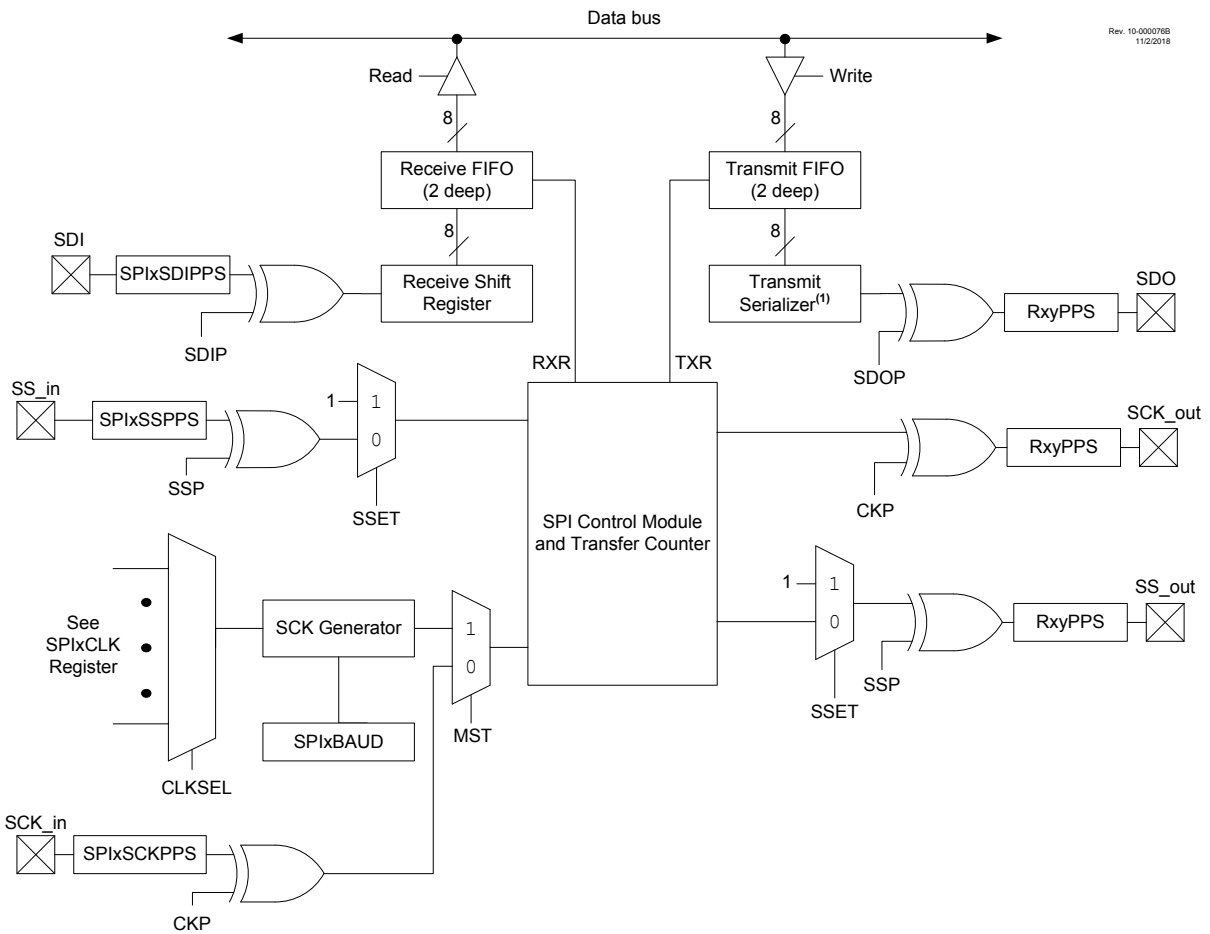 Data bus
Rev. 10-000076B
11/2/2018
Read
Write
8
8
Receive FIFO
(2 deep)
Transmit FIFO
(2 deep)
8
8
SDI
SPIxSDIPPS
Receive Shift
Register
Transmit
Serializer(1)
SDO
RxyPPS
SDIP
SDOP
RXR
TXR
SS_in
SPIxSSPPS
1
1
0
SSP
SSET
SCK_out
RxyPPS
CKP
SPI Control Module
and Transfer Counter
See
SPIxCLK
Register
SCK Generator
1
0
SPIxBAUD
MST
CLKSEL
1
1
0
SS_out
RxyPPS
SSP
SSET
SCK_in
SPIxSCKPPS
CKP